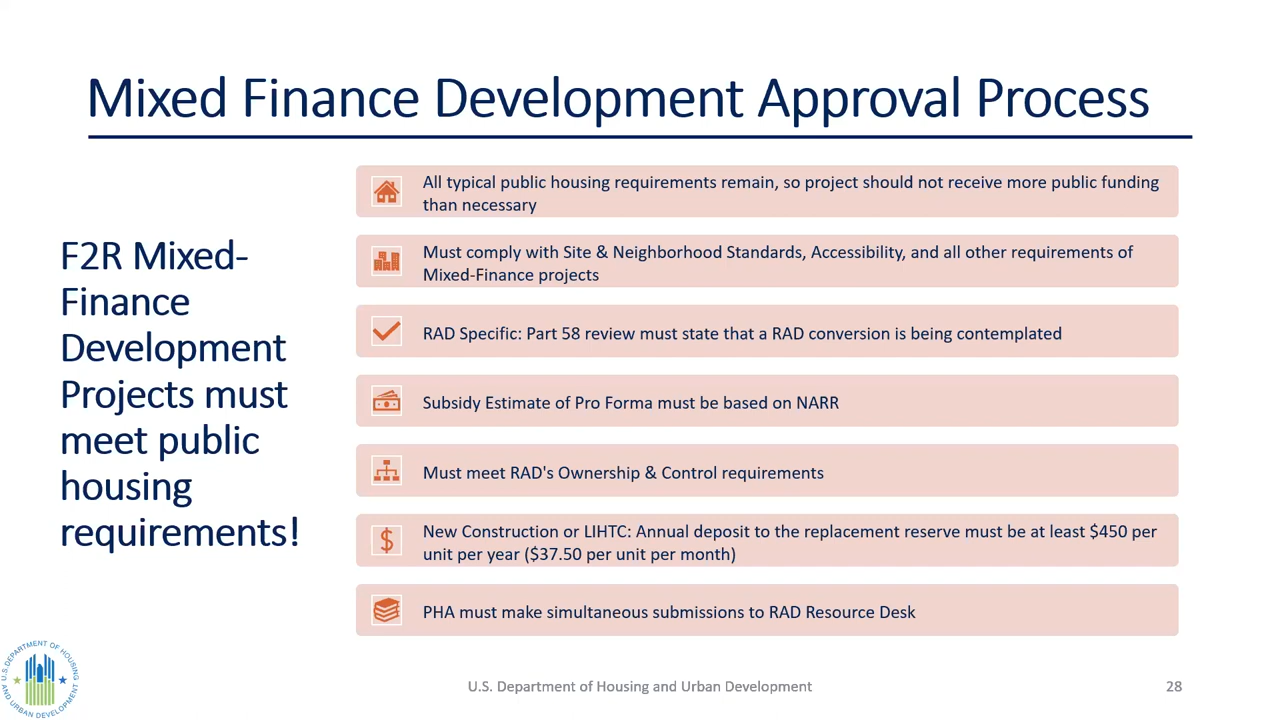 Mixed Finance Development Approval Process
F2R Mixed-
Finance
Development
Projects must
meet public
housing
requirements!
All typical public housing requirements remain, so project should not receive more public funding
than necessary
Must comply with Site & Neighborhood Standards, Accessibility, and all other requirements of
Mixed-Finance projects
RAD Specific: Part 58 review must state that a RAD conversion is being contemplated
Subsidy Estimate of Pro Forma must be based on NARR
Must meet RAD's Ownership & Control requirements
New Construction or LIHTC: Annual deposit to the replacement reserve must be at least $450 per
unit per year ($37.50 per unit per month)
PHA must make simultaneous submissions to RAD Resource Desk
U.S. DEPARTMENT OF HOUSING
AND URBAN DEVELOPMENT
U.S. Department of Housing and Urban Development
28